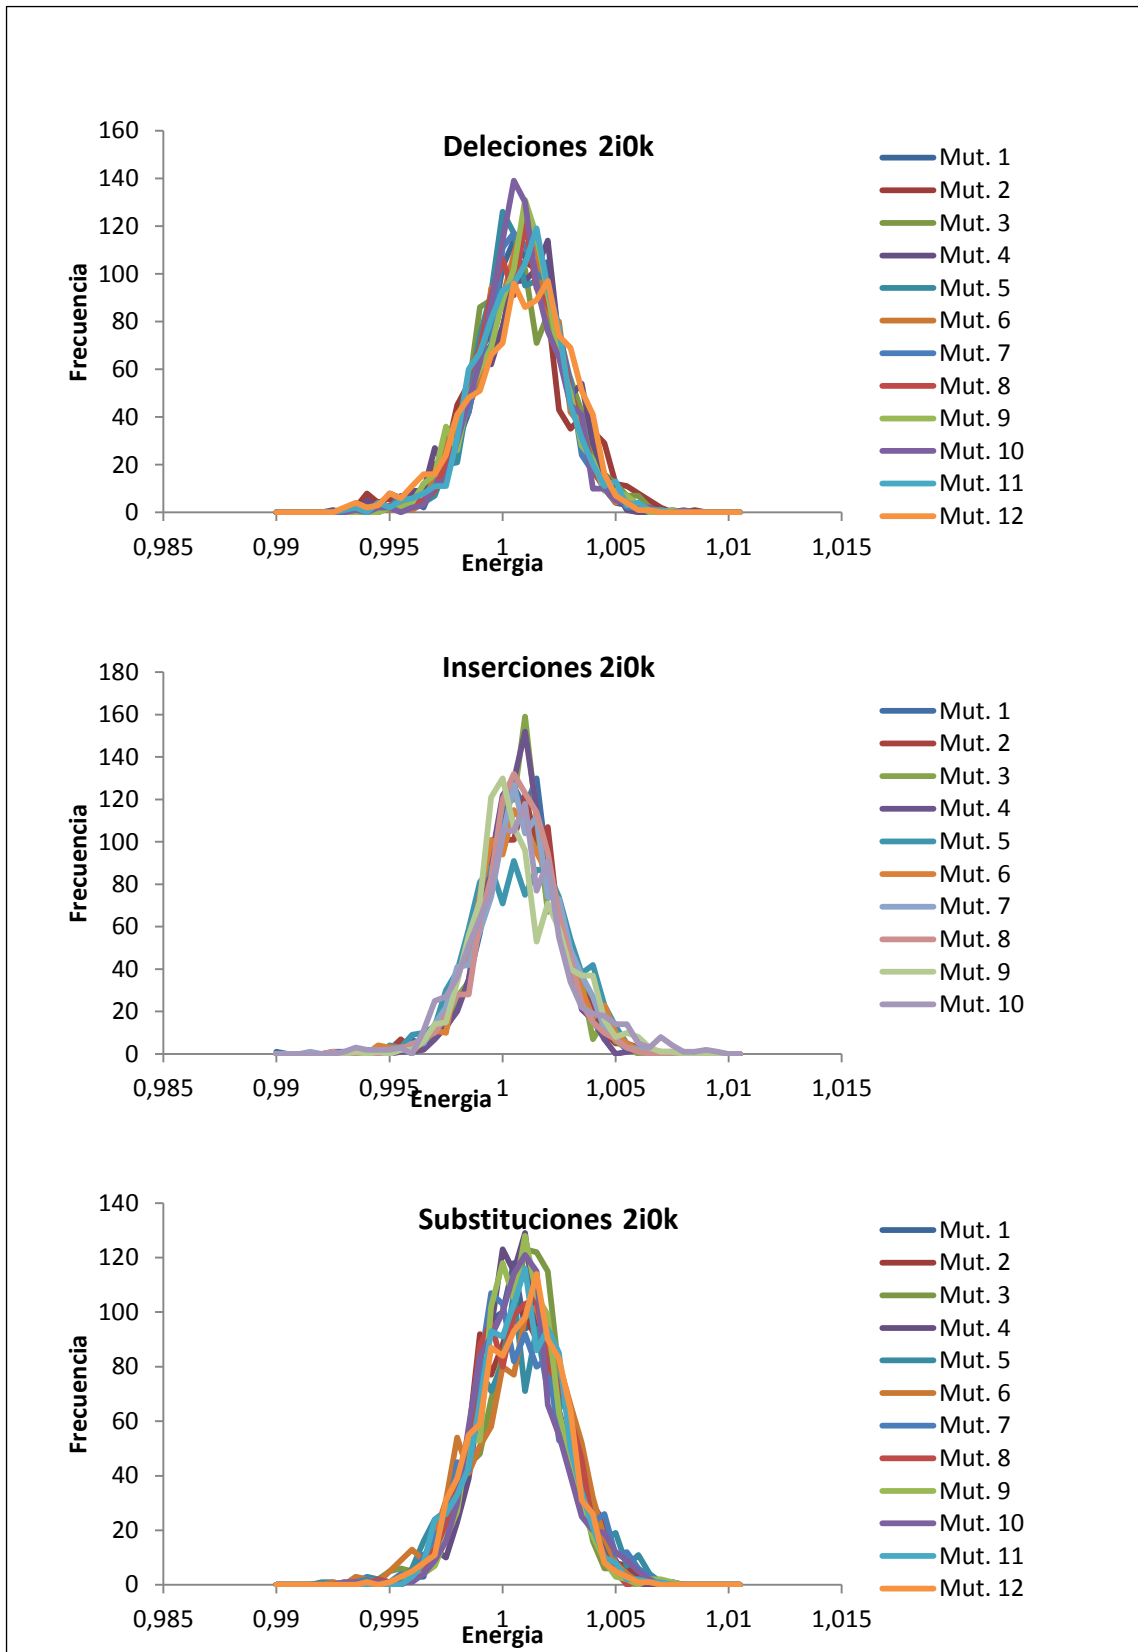 Deleciones 2i0k
160
140
120
100
80
60
40
20
0
Frecuencia
0,985 0,99 0,995 1 1,005 1,01 1,015
Energia
Mut. 1
Mut. 2
Mut. 3
Mut. 4
Mut. 5
Mut. 6
Mut. 7
Mut. 8
Mut. 9
Mut. 10
Mut. 11
Mut. 12
Inserciones 2i0k
180
160
140
120
100
80
60
40
20
0
Frecuencia
0,985 0,99 0,995 1 1,005 1,01 1,015
Energia
Mut. 1
Mut. 2
Mut. 3
Mut. 4
Mut. 5
Mut. 6
Mut. 7
Mut. 8
Mut. 9
Mut. 10
Substituciones 2i0k
140
120
100
80
60
40
20
0
Frecuencia
0,985 0,99 0,995 1 1,005 1,01 1,015
Energia
Mut. 1
Mut. 2
Mut. 3
Mut. 4
Mut. 5
Mut. 6
Mut. 7
Mut. 8
Mut. 9
Mut. 10
Mut. 11
Mut. 12